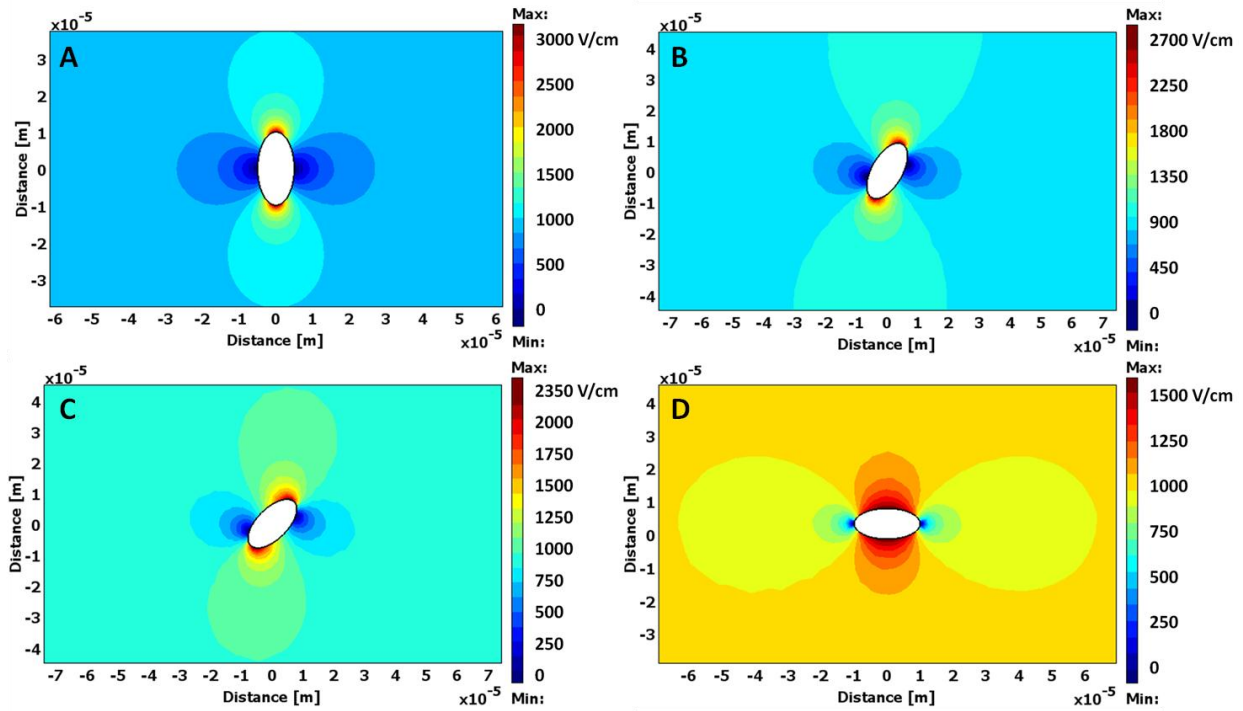 x10^-5
A
3
2
1
0
-1
-2
-3
Distance [m]
-6 -5 -4 -3 -2 -1 0 1 2 3 4 5 6
Distance [m]
x10^-5
Max:
3000 V/cm
2500
2000
1500
1000
500
0
Min:
x10^-5
B
4
3
2
1
0
-1
-2
-3
-4
Distance [m]
-7 -6 -5 -4 -3 -2 -1 0 1 2 3 4 5 6 7
Distance [m]
x10^-5
Max:
2700 V/cm
2250
1800
1350
900
450
0
Min:
x10^-5
C
4
3
2
1
0
-1
-2
-3
-4
Distance [m]
-7 -6 -5 -4 -3 -2 -1 0 1 2 3 4 5 6 7
Distance [m]
x10^-5
Max:
2350 V/cm
2000
1750
1500
1250
1000
750
500
250
0
Min:
x10^-5
D
4
3
2
1
0
-1
-2
-3
Distance [m]
-6 -5 -4 -3 -2 -1 0 1 2 3 4 5 6
Distance [m]
x10^-5
Max:
1500 V/cm
1250
1000
750
500
250
0
Min: